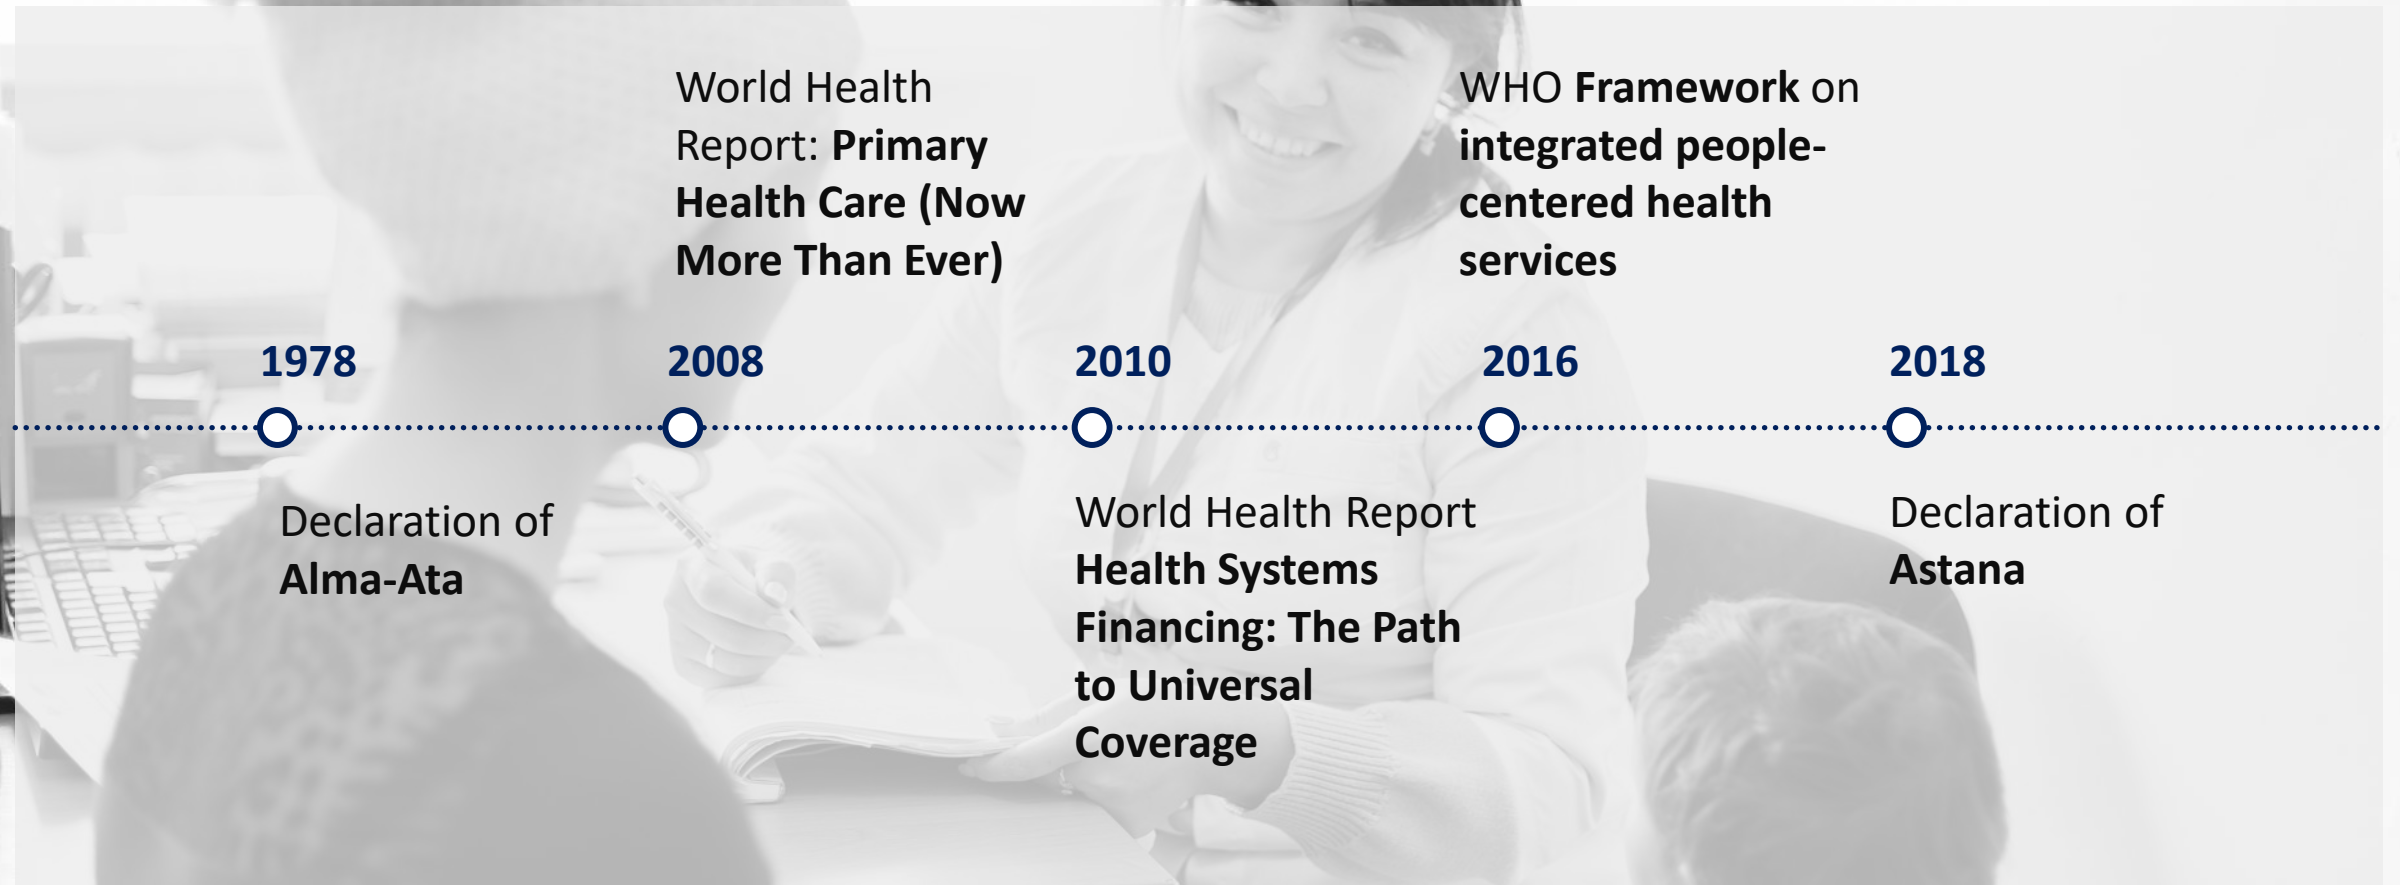 World Health
Report: Primary
Health Care (Now
More Than Ever)
WHO Framework on
integrated people-
centered health
services
1978
2008
2010
2016
2018
Declaration of
Alma-Ata
World Health Report
Health Systems
Financing: The Path
to Universal
Coverage
Declaration of
Astana